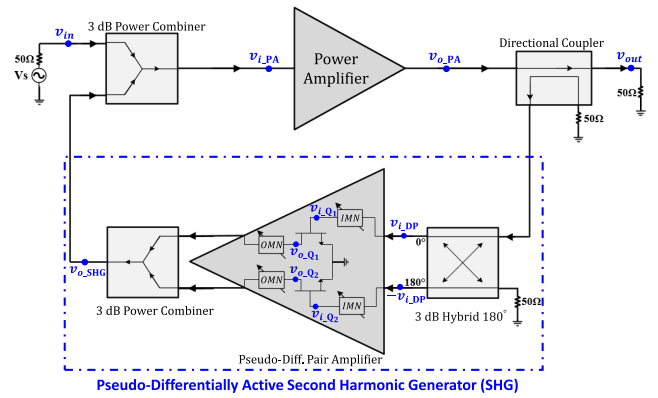 3 dB Power Combiner
v_in
50Ω
Vs
v_i_PA
Power
Amplifier
v_o_PA
Directional Coupler
v_out
50Ω
50Ω
v_i_Q1
IMN
OMN
v_o_Q1
v_i_DP
0°
v_o_SHG
OMN
v_o_Q2
IMN
v_i_Q2
180°
−v_i_DP
50Ω
3 dB Power Combiner
3 dB Hybrid 180°
Pseudo-Diff. Pair Amplifier
Pseudo-Differentially Active Second Harmonic Generator (SHG)